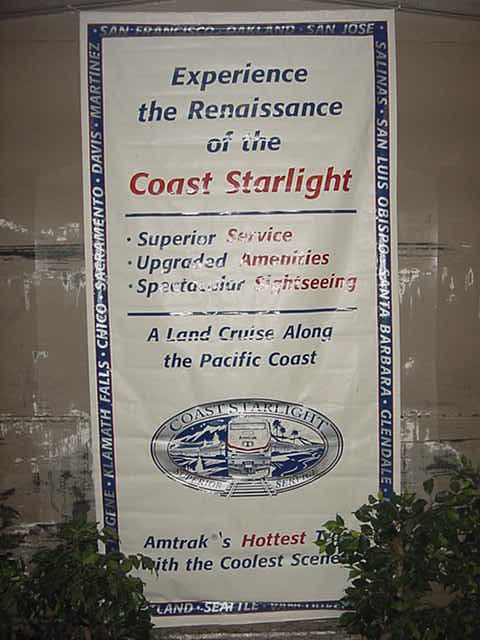 · SAN FRANCISCO · OAKLAND · SAN JOSE
SALINAS · SAN LUIS OBISPO · SANTA BARBARA · GLENDALE ·
KLAMATH FALLS · CHICO · SACRAMENTO · DAVIS · MARTINEZ
Experience
the Renaissance
of the
Coast Starlight
· Superior Service
· Upgraded Amenities
· Spectacular Sightseeing
A Land Cruise Along
the Pacific Coast
COAST STARLIGHT
SUPERIOR SERVICE
Amtrak®'s Hottest
with the Coolest
· SEATTLE ·